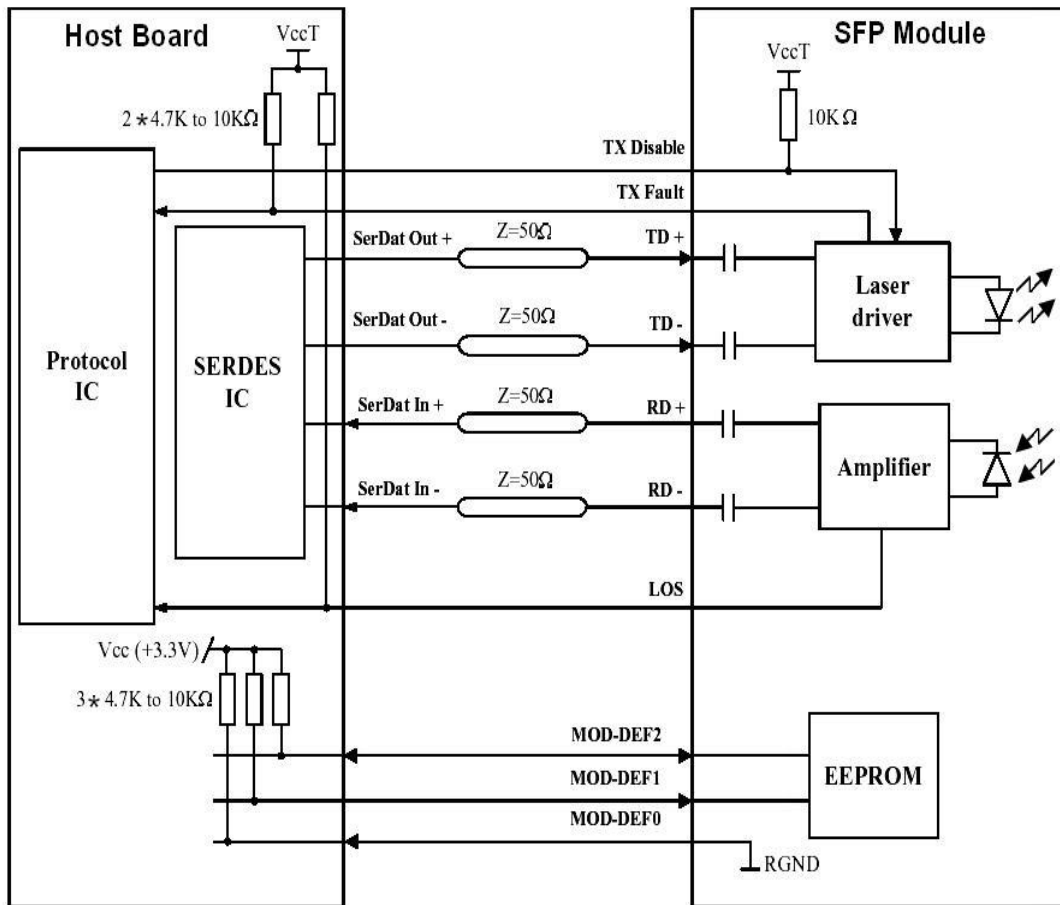 Host Board
VccT
SFP Module
VccT
2*4.7K to 10KΩ
10K Ω
TX Disable
TX Fault
SerDat Out +
Z=50Ω
TD +
Laser
driver
SerDat Out -
Z=50Ω
TD -
Protocol
IC
SERDES
IC
SerDat In +
Z=50Ω
RD +
Amplifier
SerDat In -
Z=50Ω
RD -
LOS
Vcc (+3.3V)
3*4.7K to 10KΩ
MOD-DEF2
EEPROM
MOD-DEF1
MOD-DEF0
RGND